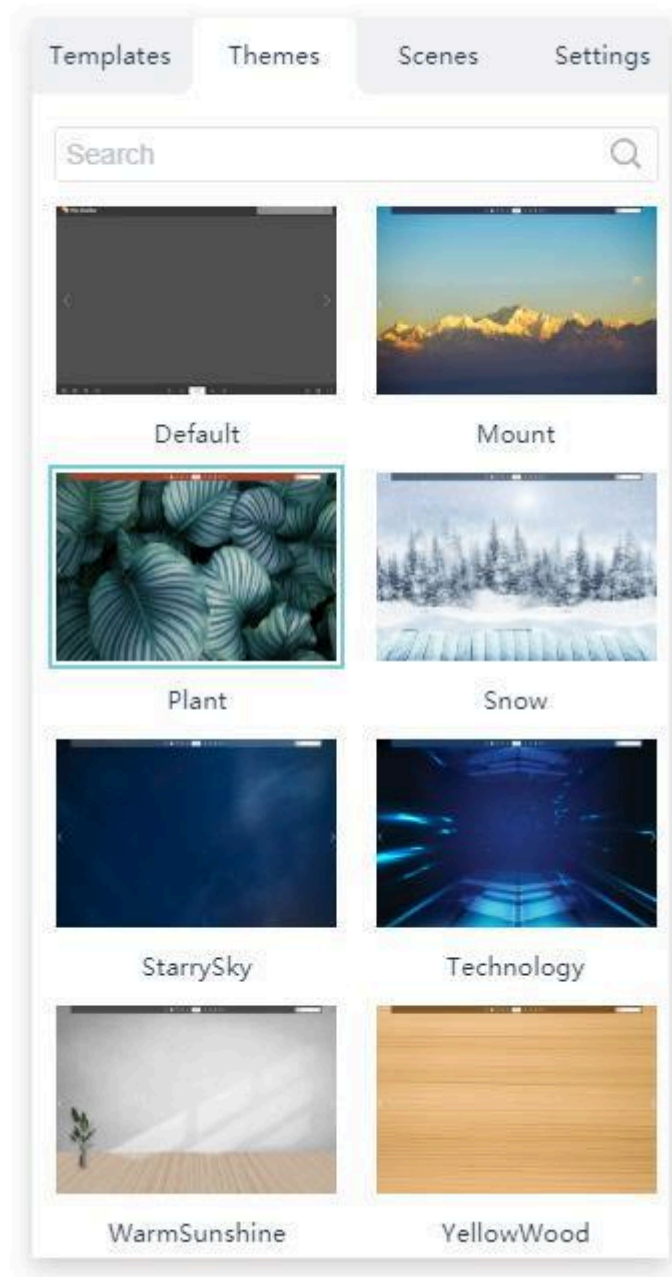 Templates Themes Scenes Settings
Search
Default Mount
Plant Snow
StarrySky Technology
WarmSunshine YellowWood